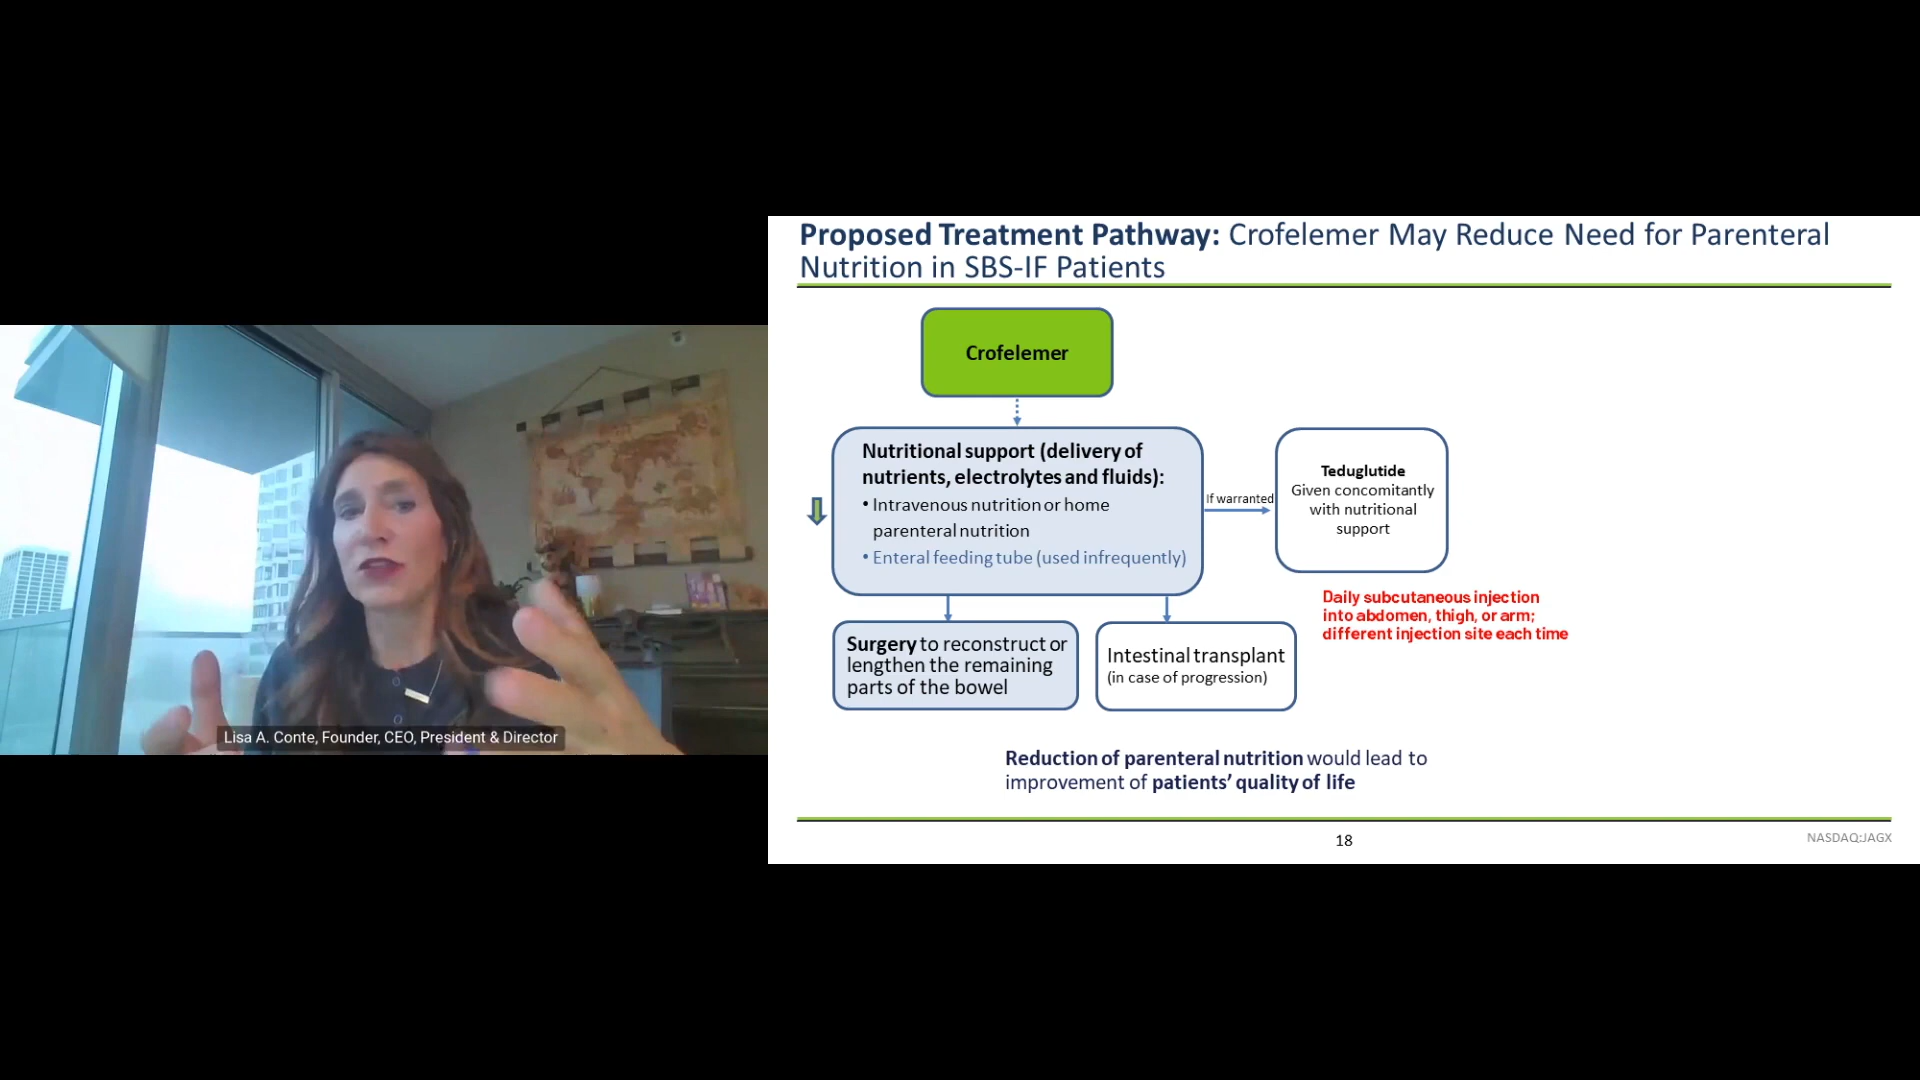 Proposed Treatment Pathway: Crofelemer May Reduce Need for Parenteral
Nutrition in SBS-IF Patients
Crofelemer
Nutritional support (delivery of
nutrients, electrolytes and fluids):
• Intravenous nutrition or home
parenteral nutrition
• Enteral feeding tube (used infrequently)
If warranted
Teduglutide
Given concomitantly
with nutritional
support
Daily subcutaneous injection
into abdomen, thigh, or arm;
different injection site each time
Surgery to reconstruct or
lengthen the remaining
parts of the bowel
Intestinal transplant
(in case of progression)
Lisa A. Conte, Founder, CEO, President & Director
Reduction of parenteral nutrition would lead to
improvement of patients’ quality of life
18
NASDAQ:JAGX